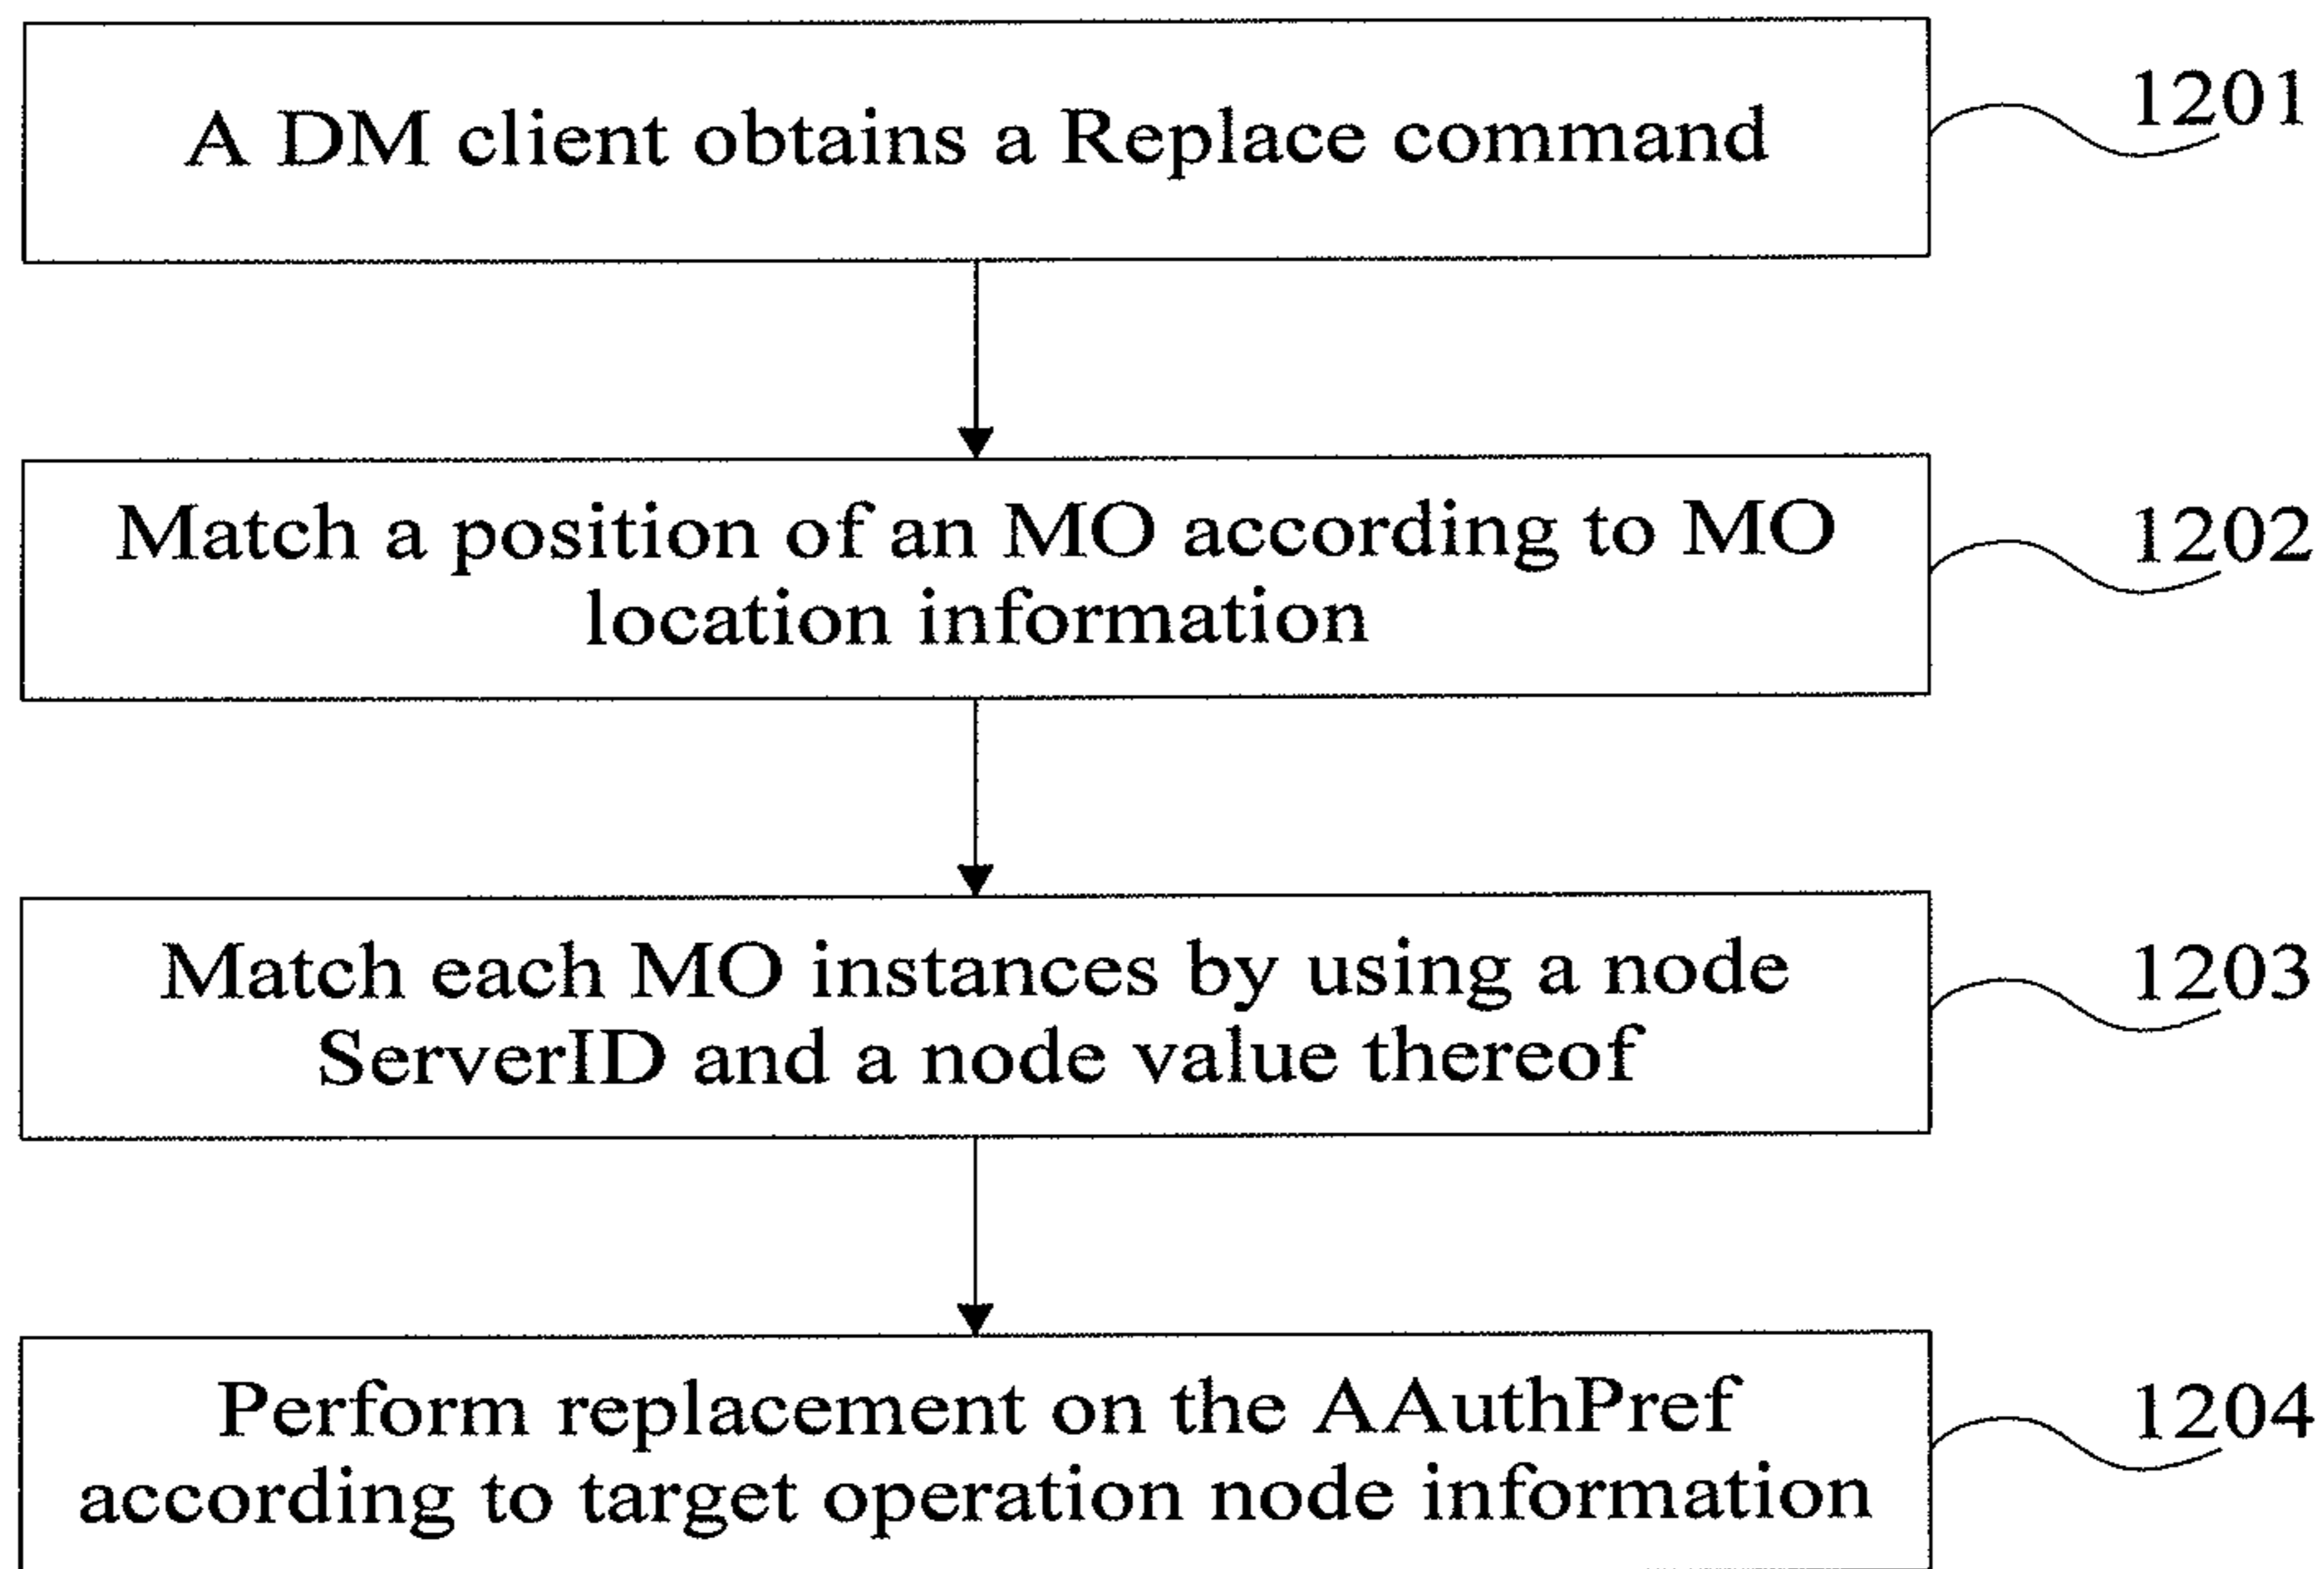 A DM client obtains a Replace command
1201
Match a position of an MO according to MO
location information
1202
Match each MO instances by using a node
ServerID and a node value thereof
1203
Perform replacement on the AAuthPref
according to target operation node information
1204